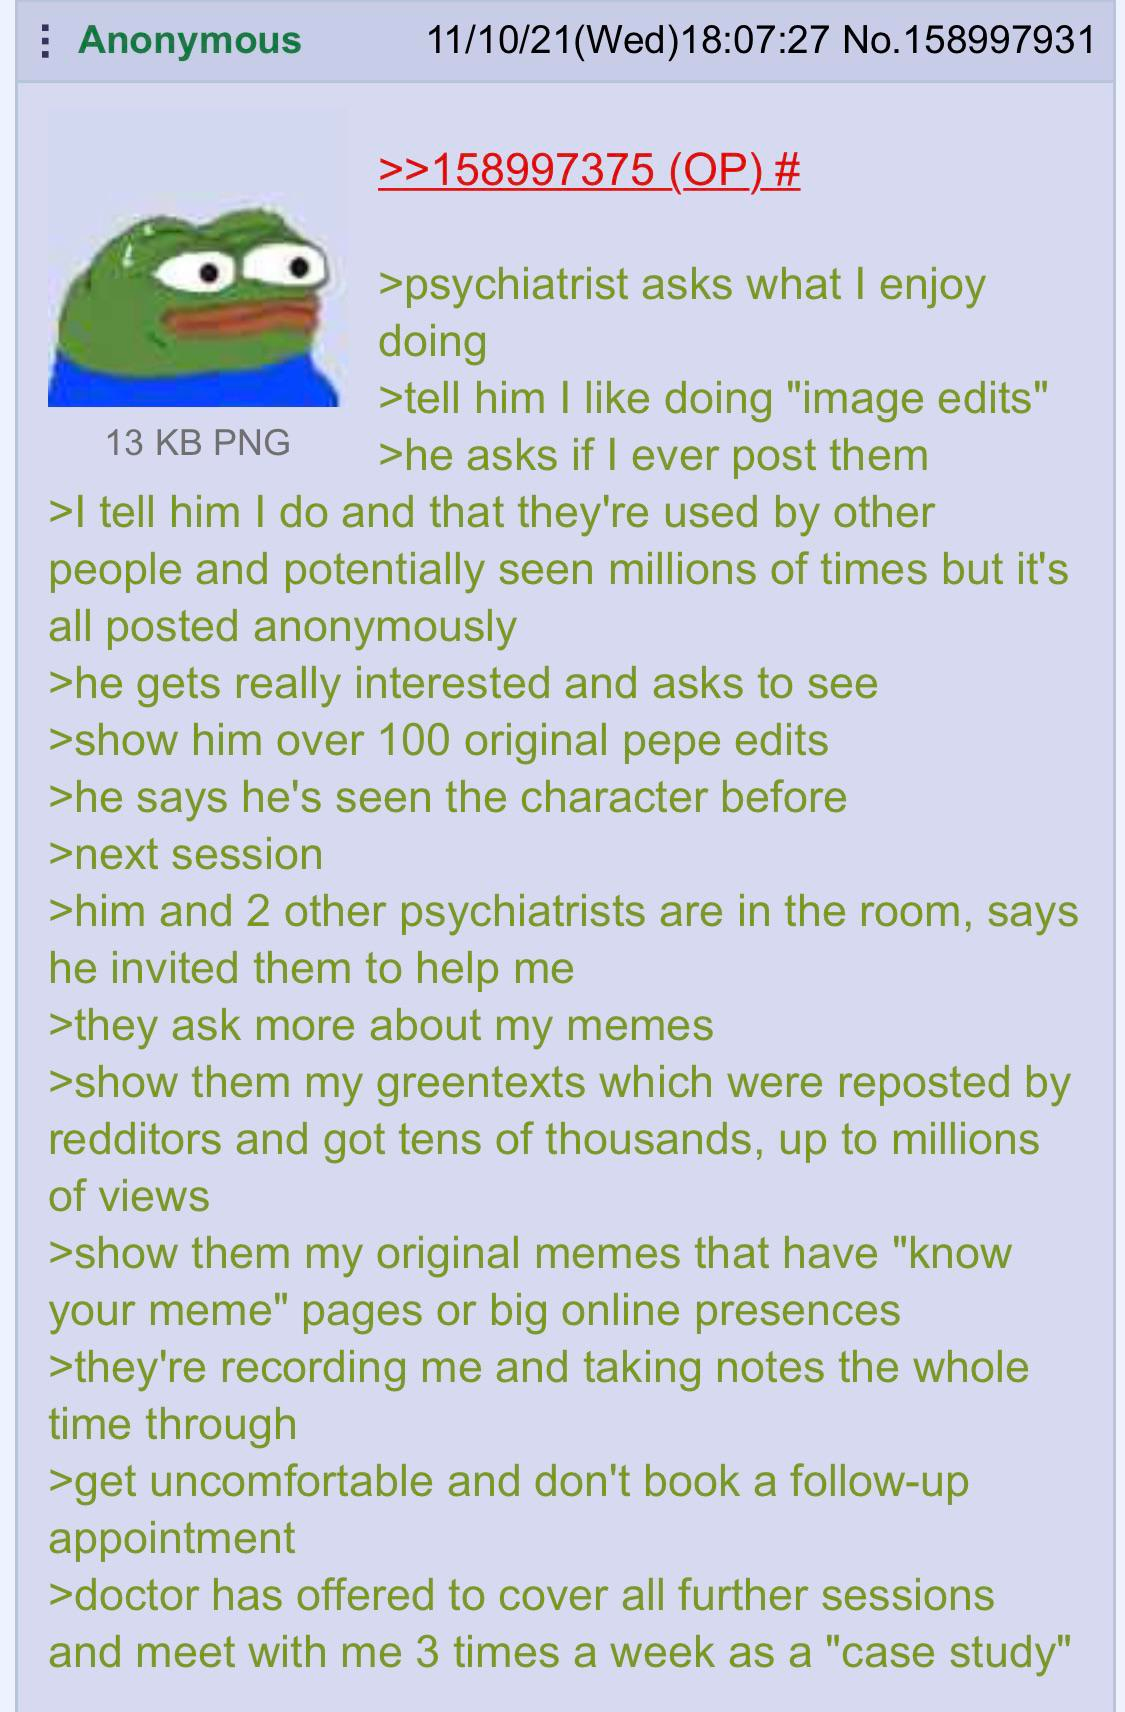 Anonymous 11/10/21(Wed)18:07:27 No.158997931
>>158997375 (OP) #
>psychiatrist asks what I enjoy
doing
>tell him I like doing "image edits"
>he asks if I ever post them
13 KB PNG
>I tell him I do and that they're used by other
people and potentially seen millions of times but it's
all posted anonymously
>he gets really interested and asks to see
>show him over 100 original pepe edits
>he says he's seen the character before
>next session
>him and 2 other psychiatrists are in the room, says
he invited them to help me
>they ask more about my memes
>show them my greentexts which were reposted by
redditors and got tens of thousands, up to millions
of views
>show them my original memes that have "know
your meme" pages or big online presences
>they're recording me and taking notes the whole
time through
>get uncomfortable and don't book a follow-up
appointment
>doctor has offered to cover all further sessions
and meet with me 3 times a week as a "case study"